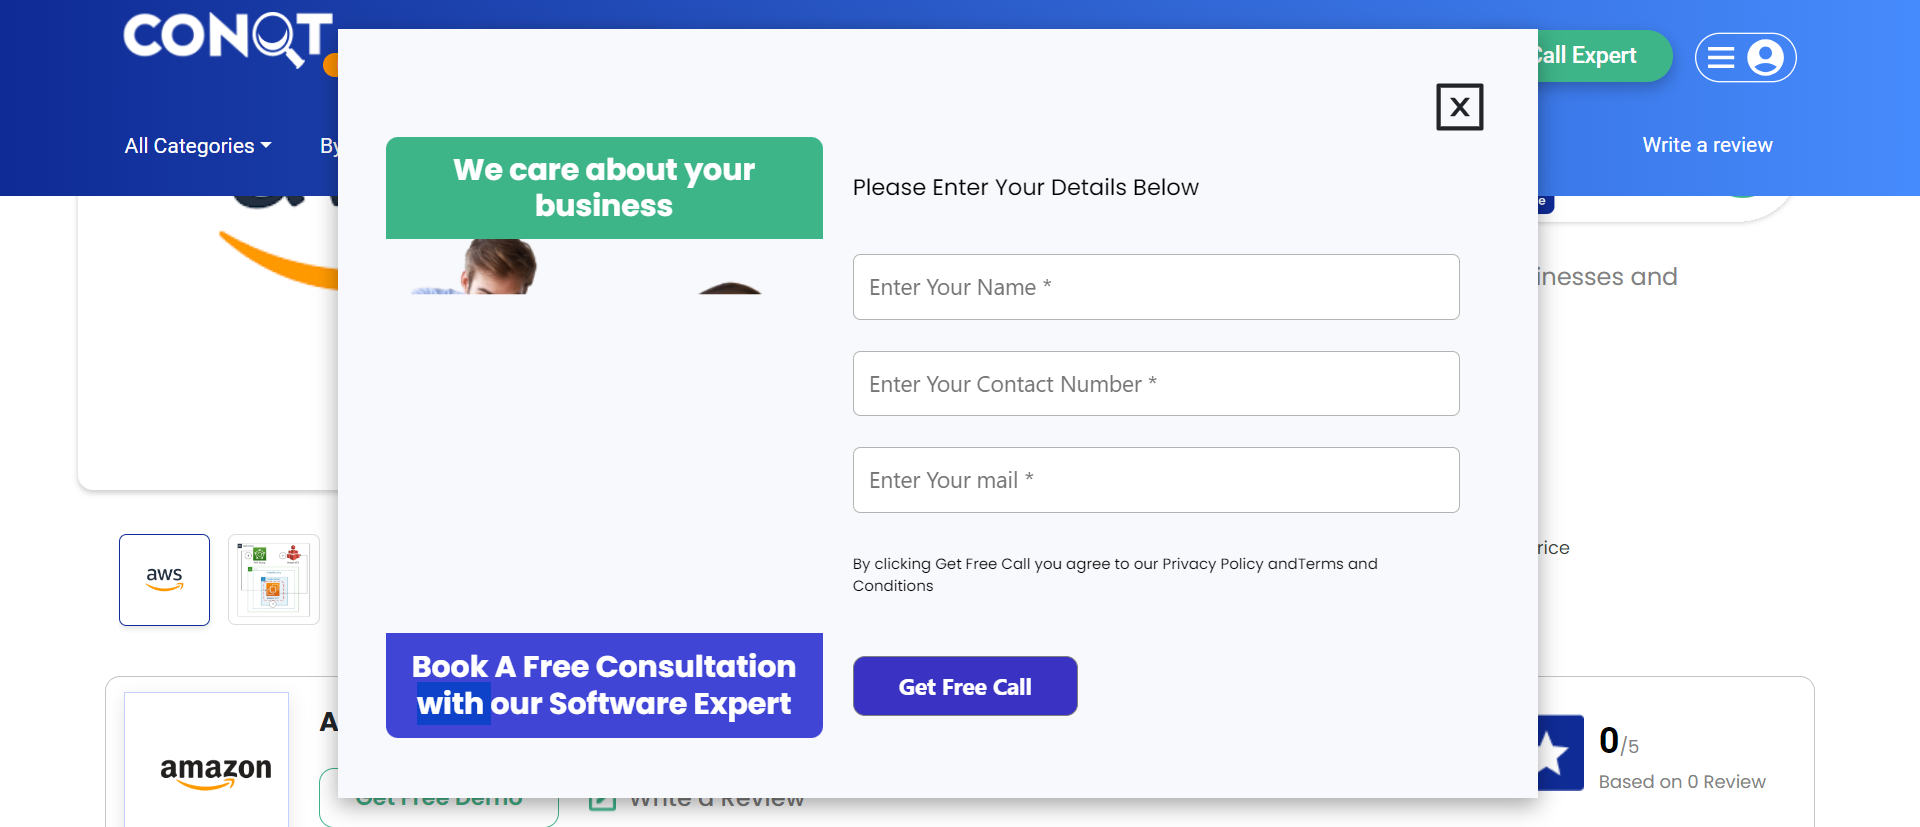 CONQT
Call Expert
All Categories
By
Write a review
We care about your
business
Please Enter Your Details Below
Enter Your Name *
Enter Your Contact Number *
Enter Your mail *
By clicking Get Free Call you agree to our Privacy Policy andTerms and
Conditions
Get Free Call
Book A Free Consultation
with our Software Expert
X
inesses and
rice
aws
amazon
A
Get Free Demo
Write a Review
0/5
Based on 0 Review